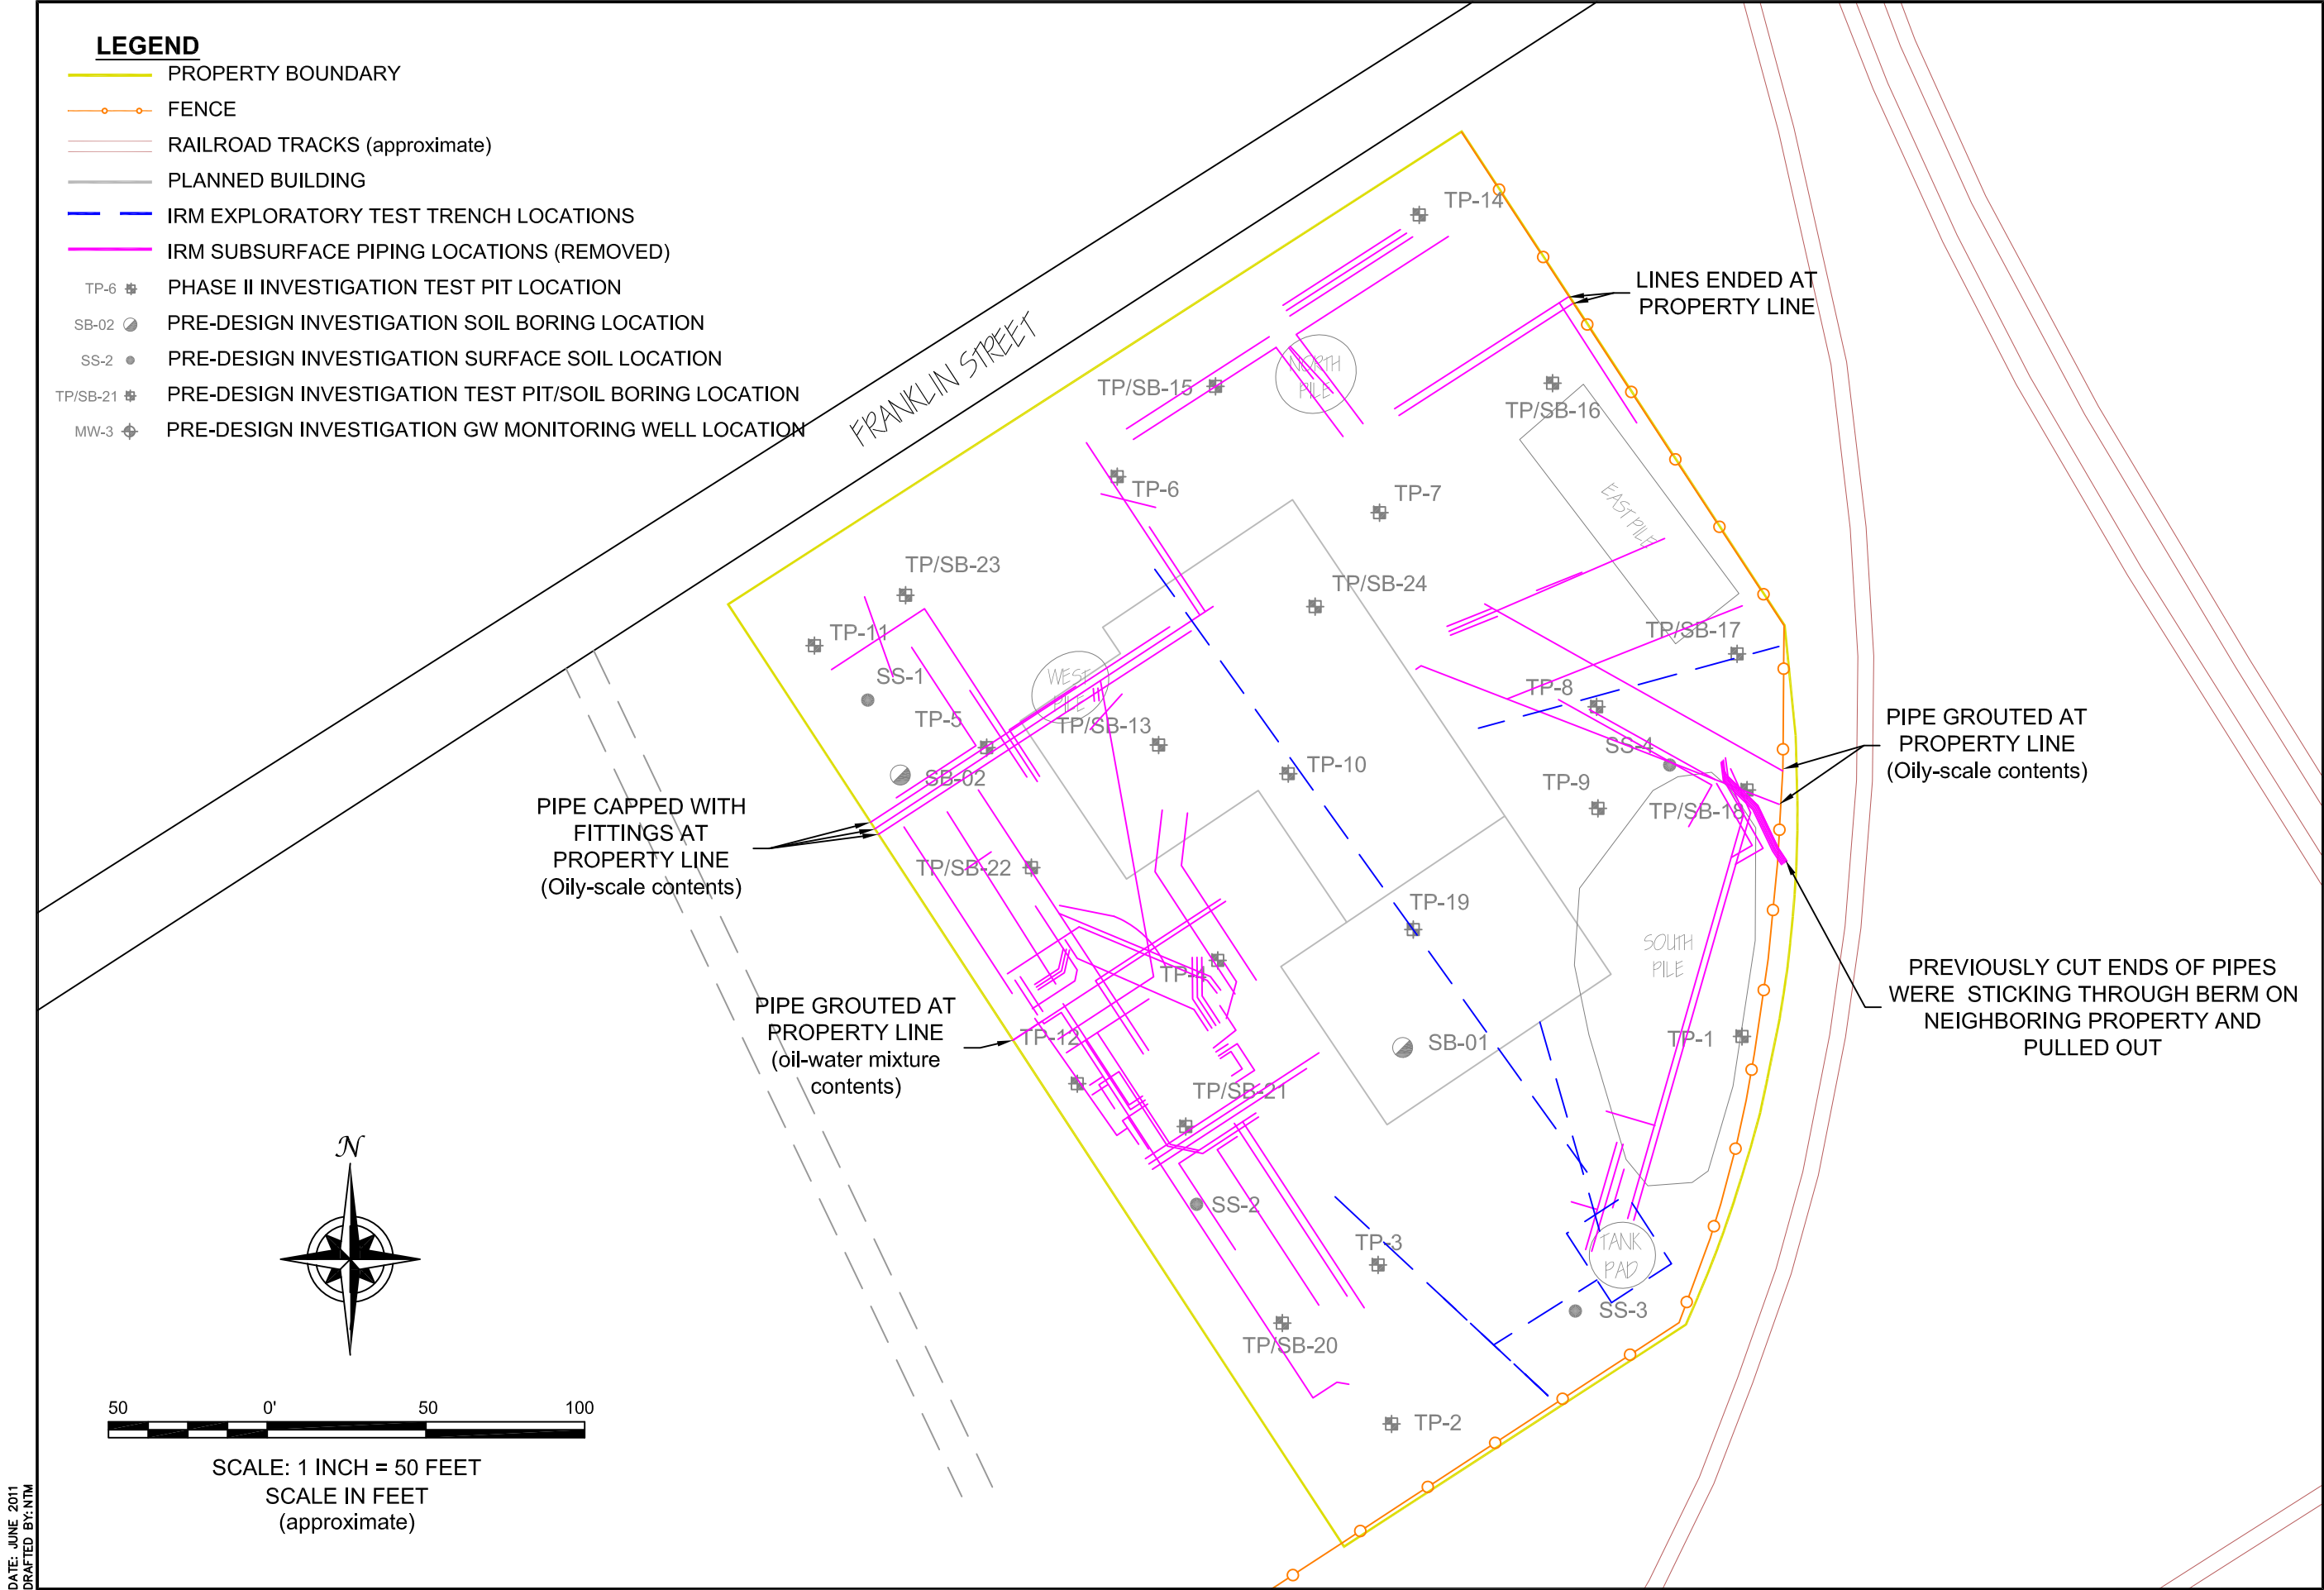 LEGEND
PROPERTY BOUNDARY
FENCE
RAILROAD TRACKS (approximate)
PLANNED BUILDING
IRM EXPLORATORY TEST TRENCH LOCATIONS
IRM SUBSURFACE PIPING LOCATIONS (REMOVED)
TP-6 PHASE II INVESTIGATION TEST PIT LOCATION
SB-02 PRE-DESIGN INVESTIGATION SOIL BORING LOCATION
SS-2 PRE-DESIGN INVESTIGATION SURFACE SOIL LOCATION
TP/SB-21 PRE-DESIGN INVESTIGATION TEST PIT/SOIL BORING LOCATION
MW-3 PRE-DESIGN INVESTIGATION GW MONITORING WELL LOCATION
FRANKLIN STREET
TP-14
LINES ENDED AT
PROPERTY LINE
NORTH
PILE
TP/SB-15
TP/SB-16
TP-6
TP-7
EAST PILE
TP/SB-23
TP/SB-24
TP-11
TP/SB-17
SS-1
WEST
PILE
TP-8
TP-5
TP/SB-13
SS-4
PIPE GROUTED AT
PROPERTY LINE
(Oily-scale contents)
SB-02
TP-10
TP-9
TP/SB-18
PIPE CAPPED WITH
FITTINGS AT
PROPERTY LINE
(Oily-scale contents)
TP/SB-22
TP-19
SOUTH
PILE
TP-4
PREVIOUSLY CUT ENDS OF PIPES
WERE STICKING THROUGH BERM ON
NEIGHBORING PROPERTY AND
PULLED OUT
PIPE GROUTED AT
PROPERTY LINE
(oil-water mixture
contents)
TP-12
SB-01
TP-1
TP/SB-21
N
SS-2
TP-3
TANK
PAD
SS-3
TP/SB-20
TP-2
50 0' 50 100
SCALE: 1 INCH = 50 FEET
SCALE IN FEET
(approximate)
DATE: JUNE 2011
DRAFTED BY: NTM